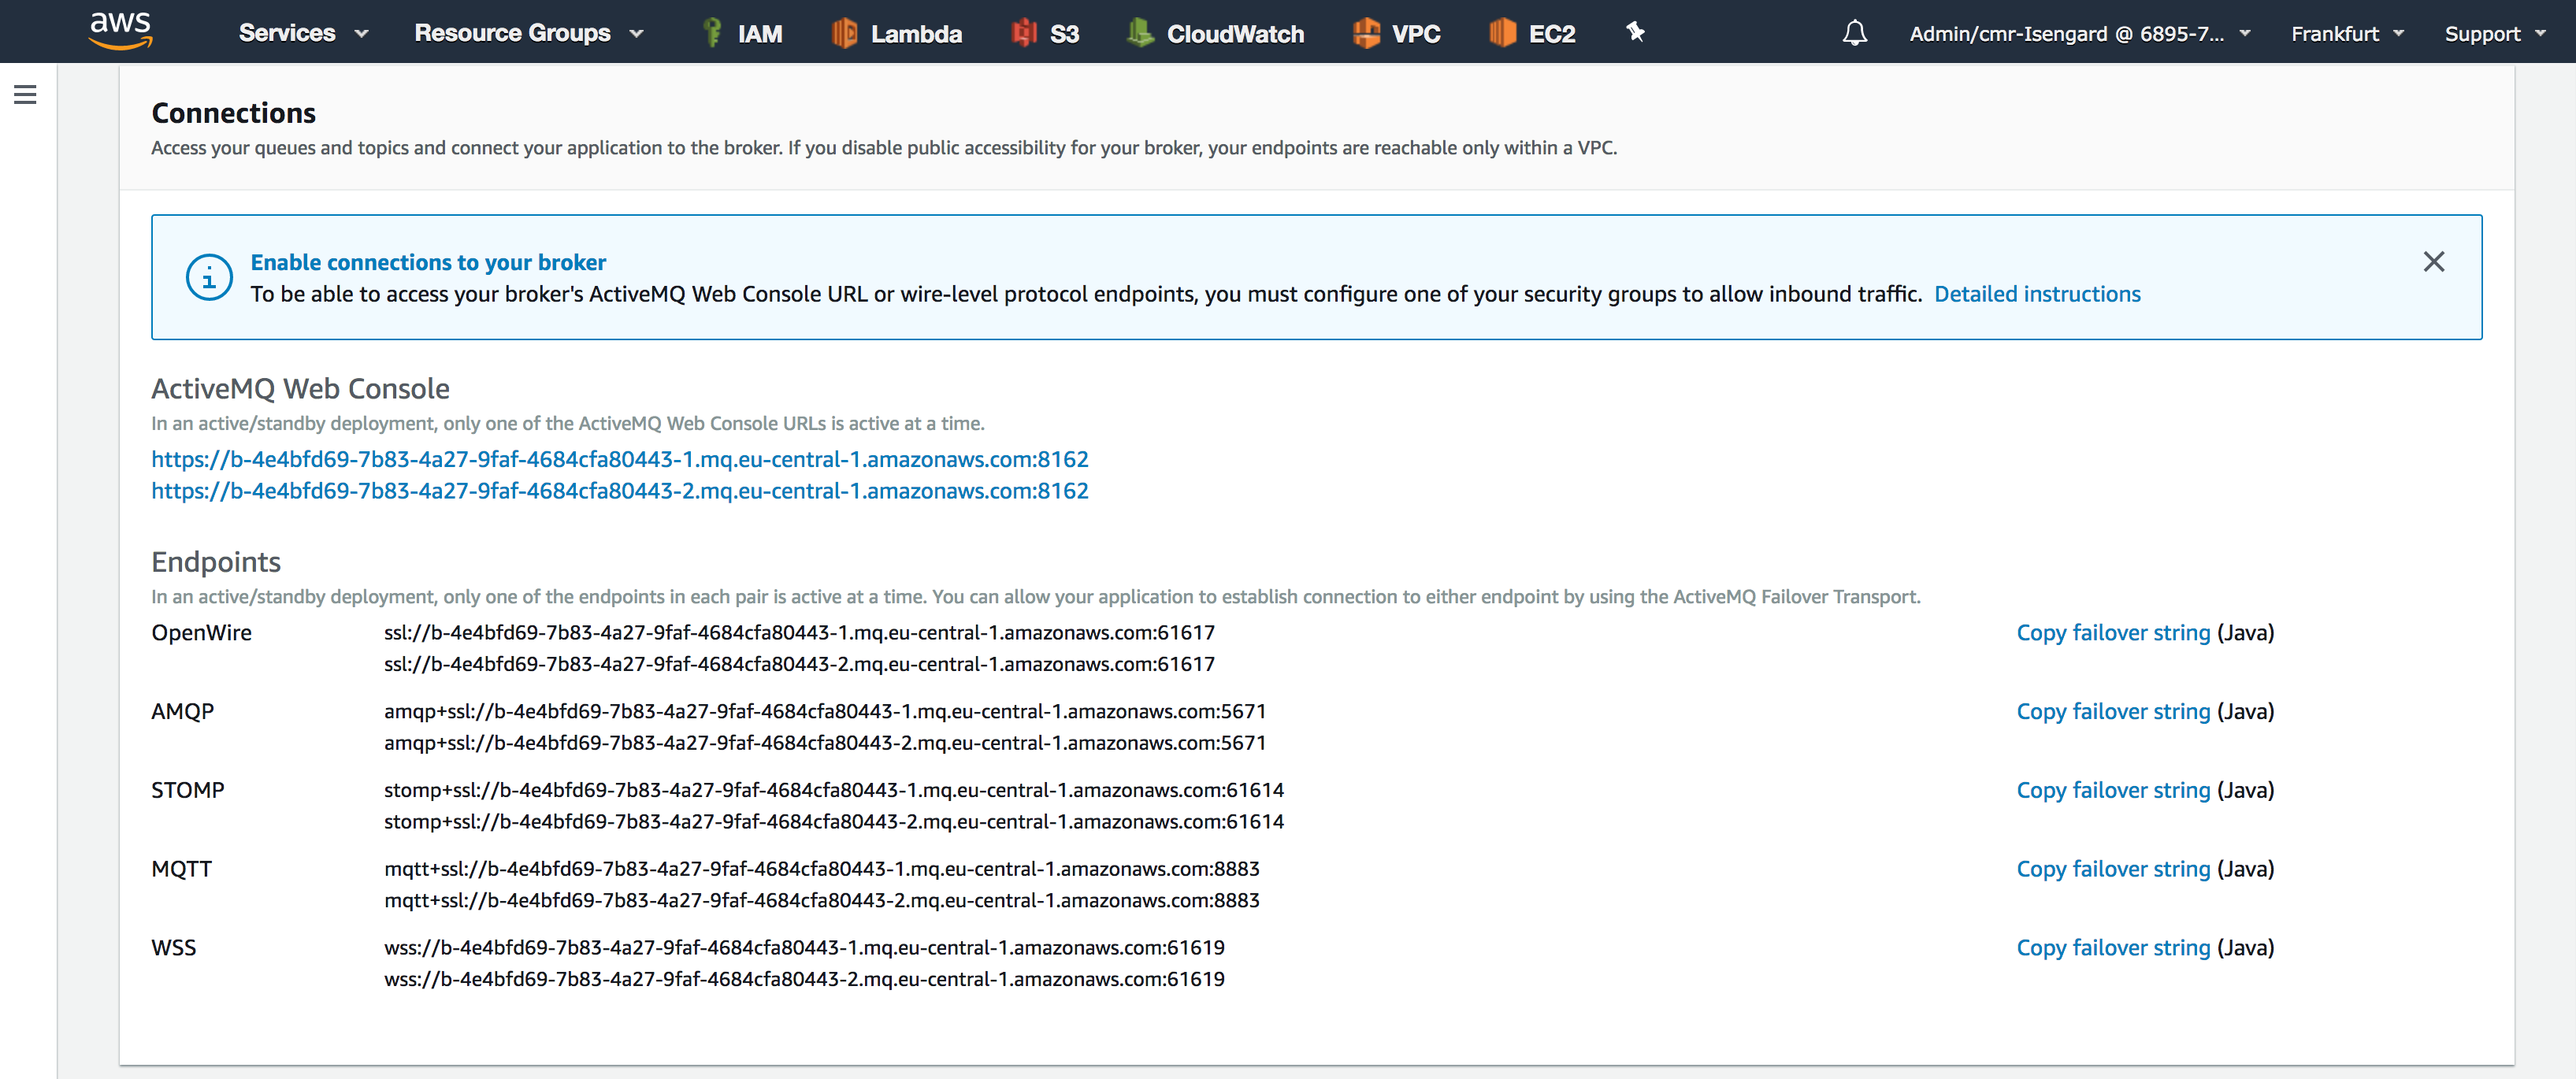 aws Services Resource Groups IAM Lambda S3 CloudWatch VPC EC2 Admin/cmr-Isengard @ 6895-7... Frankfurt Support
Connections
Access your queues and topics and connect your application to the broker. If you disable public accessibility for your broker, your endpoints are reachable only within a VPC.
Enable connections to your broker
To be able to access your broker's ActiveMQ Web Console URL or wire-level protocol endpoints, you must configure one of your security groups to allow inbound traffic. Detailed instructions
ActiveMQ Web Console
In an active/standby deployment, only one of the ActiveMQ Web Console URLs is active at a time.
https://b-4e4bfd69-7b83-4a27-9faf-4684cfa80443-1.mq.eu-central-1.amazonaws.com:8162
https://b-4e4bfd69-7b83-4a27-9faf-4684cfa80443-2.mq.eu-central-1.amazonaws.com:8162
Endpoints
In an active/standby deployment, only one of the endpoints in each pair is active at a time. You can allow your application to establish connection to either endpoint by using the ActiveMQ Failover Transport.
OpenWire ssl://b-4e4bfd69-7b83-4a27-9faf-4684cfa80443-1.mq.eu-central-1.amazonaws.com:61617 Copy failover string (Java)
ssl://b-4e4bfd69-7b83-4a27-9faf-4684cfa80443-2.mq.eu-central-1.amazonaws.com:61617
AMQP amqp+ssl://b-4e4bfd69-7b83-4a27-9faf-4684cfa80443-1.mq.eu-central-1.amazonaws.com:5671 Copy failover string (Java)
amqp+ssl://b-4e4bfd69-7b83-4a27-9faf-4684cfa80443-2.mq.eu-central-1.amazonaws.com:5671
STOMP stomp+ssl://b-4e4bfd69-7b83-4a27-9faf-4684cfa80443-1.mq.eu-central-1.amazonaws.com:61614 Copy failover string (Java)
stomp+ssl://b-4e4bfd69-7b83-4a27-9faf-4684cfa80443-2.mq.eu-central-1.amazonaws.com:61614
MQTT mqtt+ssl://b-4e4bfd69-7b83-4a27-9faf-4684cfa80443-1.mq.eu-central-1.amazonaws.com:8883 Copy failover string (Java)
mqtt+ssl://b-4e4bfd69-7b83-4a27-9faf-4684cfa80443-2.mq.eu-central-1.amazonaws.com:8883
WSS wss://b-4e4bfd69-7b83-4a27-9faf-4684cfa80443-1.mq.eu-central-1.amazonaws.com:61619 Copy failover string (Java)
wss://b-4e4bfd69-7b83-4a27-9faf-4684cfa80443-2.mq.eu-central-1.amazonaws.com:61619